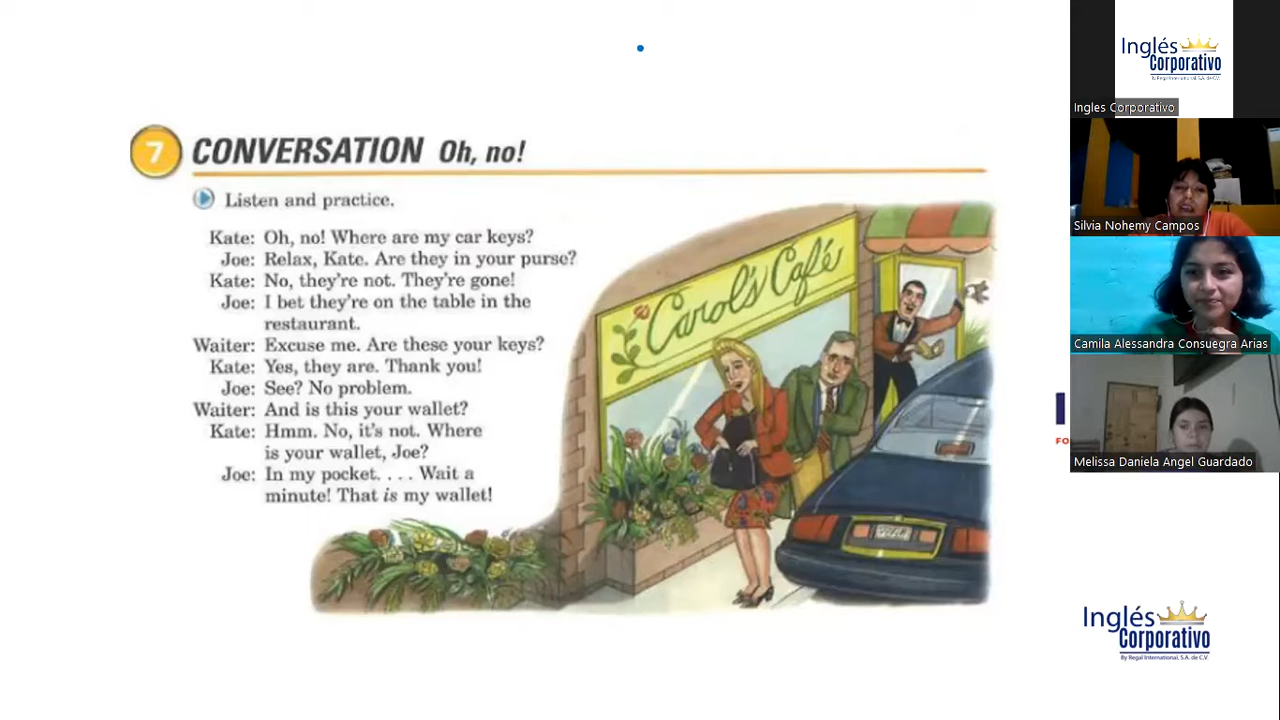 7 CONVERSATION Oh, no!
Listen and practice.
Kate: Oh, no! Where are my car keys?
Joe: Relax, Kate. Are they in your purse?
Kate: No, they're not. They're gone!
Joe: I bet they're on the table in the
restaurant.
Waiter: Excuse me. Are these your keys?
Kate: Yes, they are. Thank you!
Joe: See? No problem.
Waiter: And is this your wallet?
Kate: Hmm. No, it's not. Where
is your wallet, Joe?
Joe: In my pocket. . . . Wait a
minute! That is my wallet!
Carol's Café
Inglés
Corporativo
By Regal International, S.A. de C.V.
Ingles Corporativo
Silvia Nohemy Campos
Camila Alessandra Consuegra Arias
Melissa Daniela Angel Guardado
Inglés
Corporativo
By Regal International, S.A. de C.V.